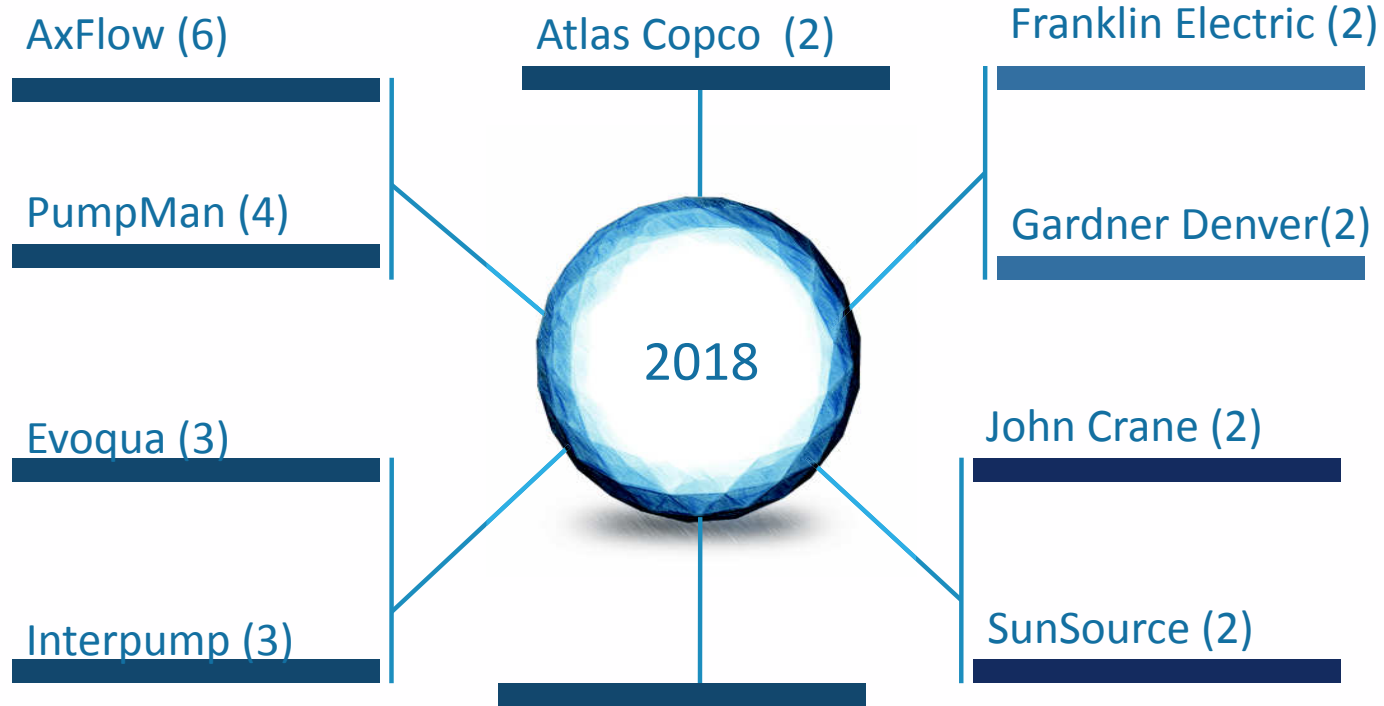 AxFlow (6)
Atlas Copco (2)
Franklin Electric (2)
PumpMan (4)
Gardner Denver(2)
2018
Evoqua (3)
John Crane (2)
Interpump (3)
SunSource (2)